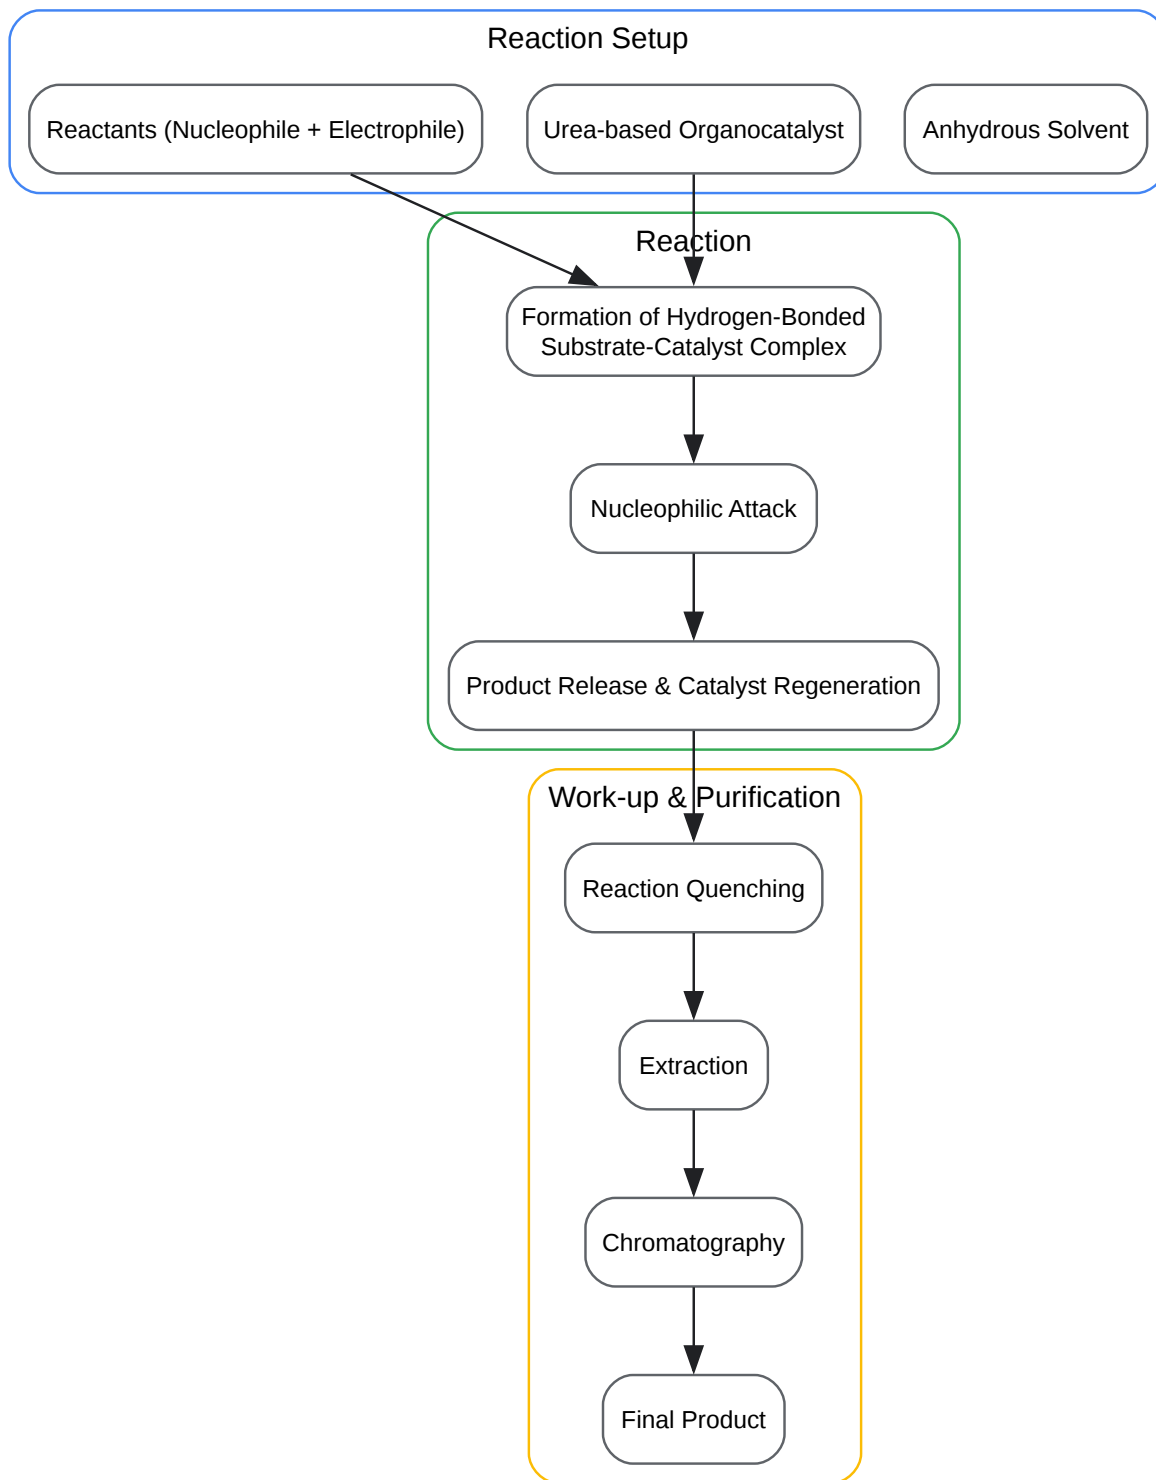 Reaction Setup
Reactants (Nucleophile + Electrophile)
Urea-based Organocatalyst
Anhydrous Solvent
Reaction
Formation of Hydrogen-Bonded
Substrate-Catalyst Complex
Nucleophilic Attack
Product Release & Catalyst Regeneration
Work-up & Purification
Reaction Quenching
Extraction
Chromatography
Final Product